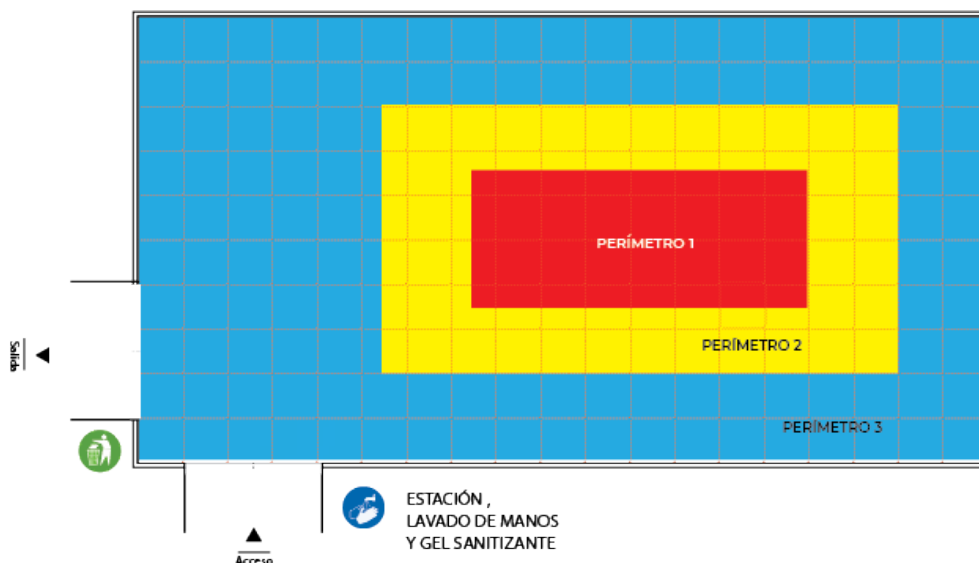 PERÍMETRO 1
PERÍMETRO 2
Salida
PERÍMETRO 3
ESTACIÓN ,
LAVADO DE MANOS
Y GEL SANITIZANTE
Acceso